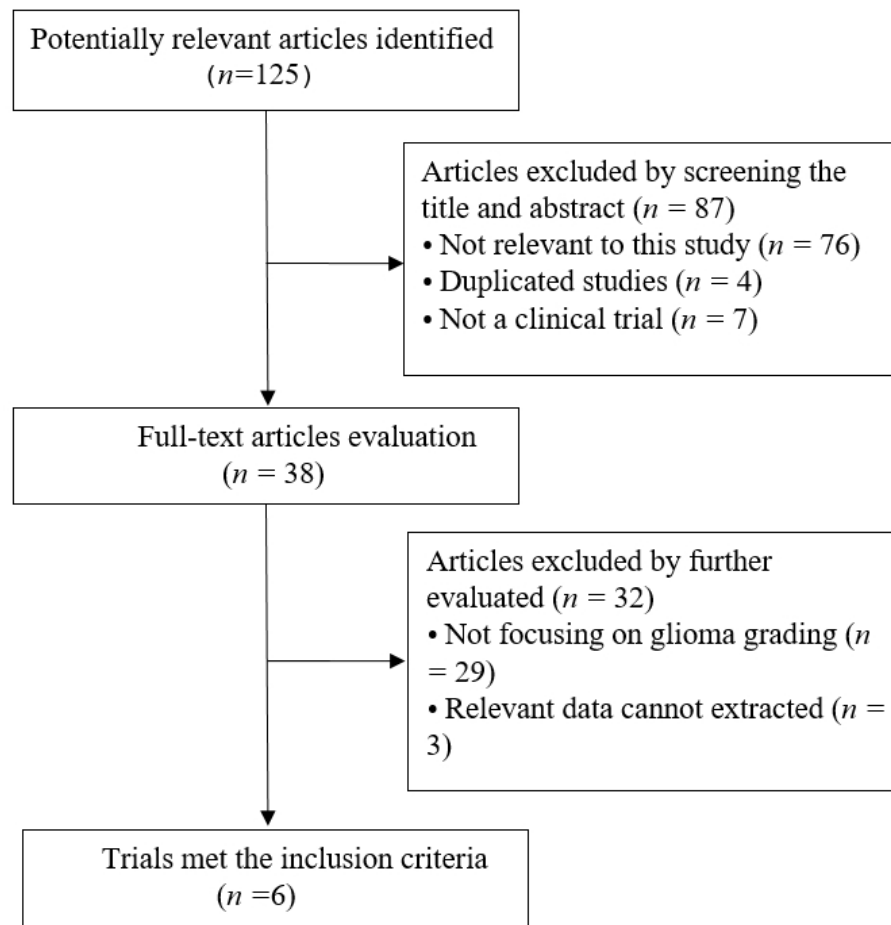 Potentially relevant articles identified
(n=125)
Articles excluded by screening the
title and abstract (n = 87)
• Not relevant to this study (n = 76)
• Duplicated studies (n = 4)
• Not a clinical trial (n = 7)
Full-text articles evaluation
(n = 38)
Articles excluded by further
evaluated (n = 32)
• Not focusing on glioma grading (n
= 29)
• Relevant data cannot extracted (n =
3)
Trials met the inclusion criteria
(n =6)